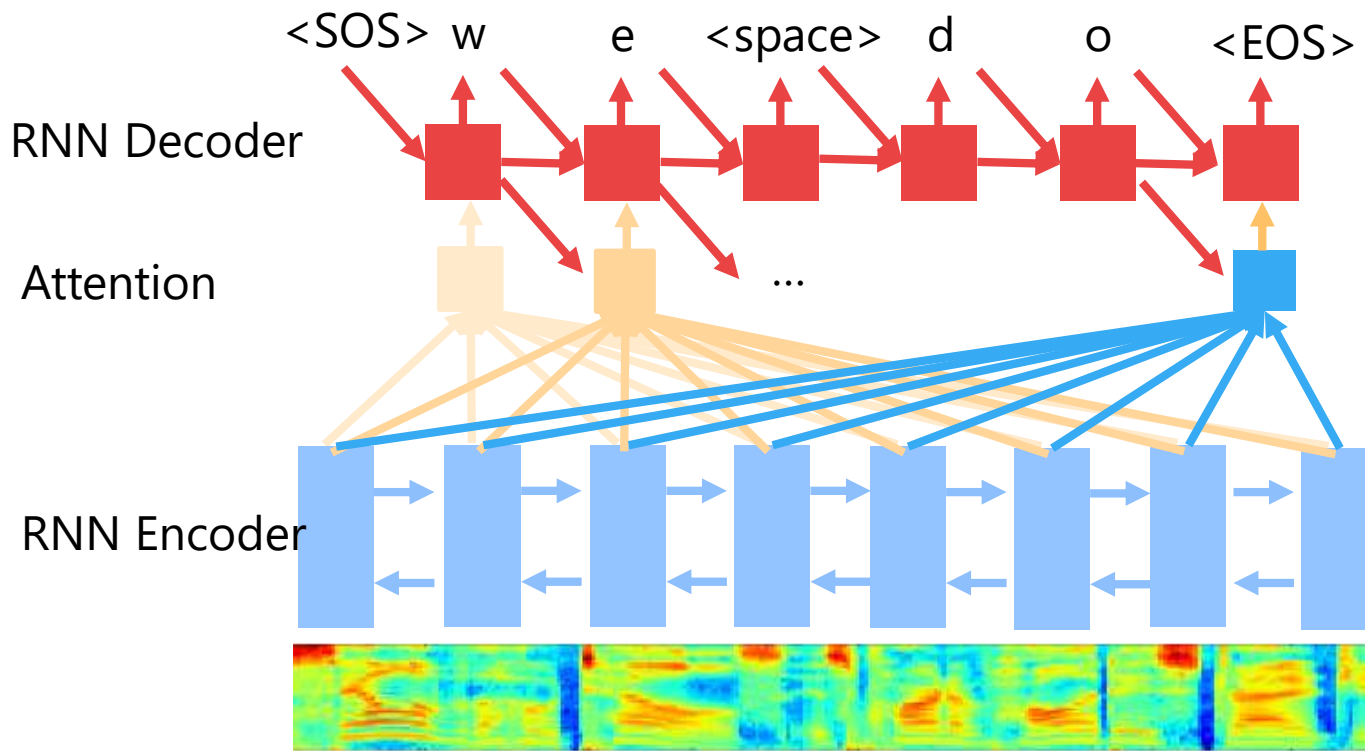 <SOS> w e <space> d o <EOS>
RNN Decoder
Attention
...
RNN Encoder